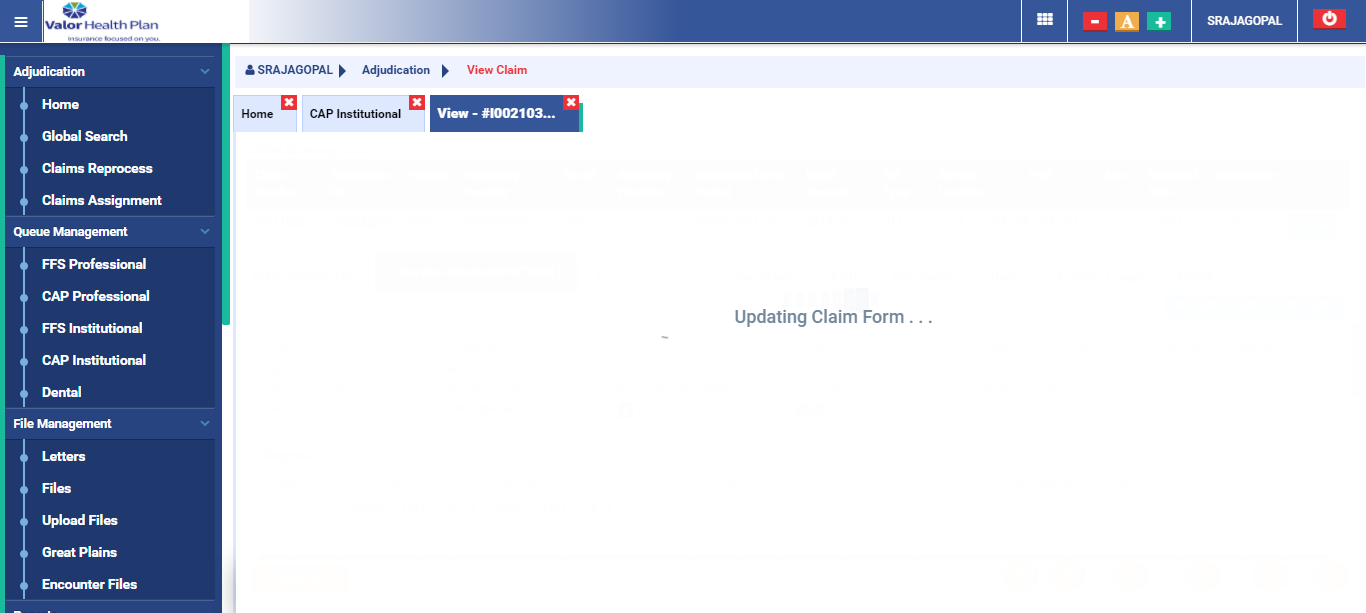 Valor Health Plan
Insurance focused on you.
A
SRAJAGOPAL
Adjudication
Home
Global Search
Claims Reprocess
Claims Assignment
Queue Management
FFS Professional
CAP Professional
FFS Institutional
CAP Institutional
Dental
File Management
Letters
Files
Upload Files
Great Plains
Encounter Files
SRAJAGOPAL Adjudication View Claim
Home
CAP Institutional
View - #I002103...
Updating Claim Form . . .